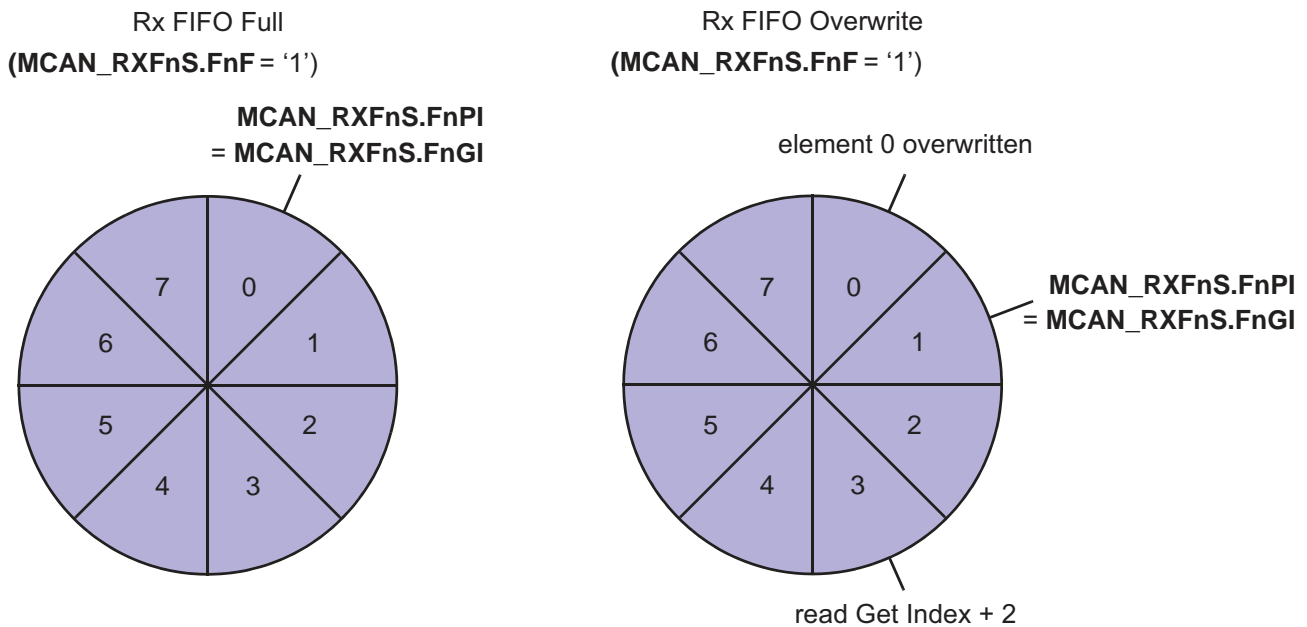 Rx FIFO Full
(MCAN_RXFnS.FnF = ‘1’)
MCAN_RXFnS.FnPI
= MCAN_RXFnS.FnGI
7
0
6
1
5
2
4
3
Rx FIFO Overwrite
(MCAN_RXFnS.FnF = ‘1’)
element 0 overwritten
MCAN_RXFnS.FnPI
= MCAN_RXFnS.FnGI
7
0
6
1
5
2
4
3
read Get Index + 2